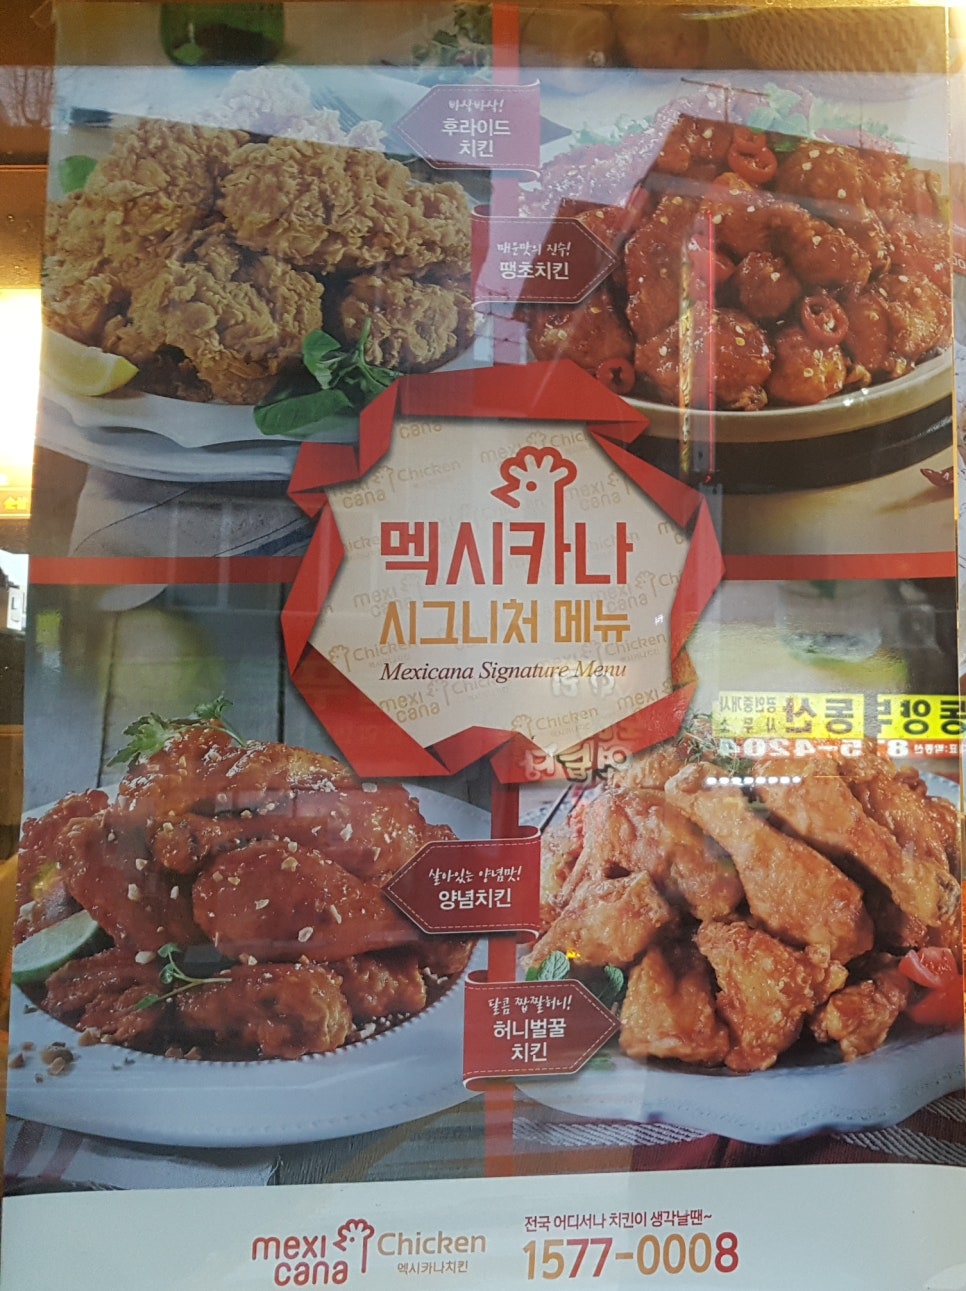 바삭바삭!
후라이드
치킨
매운맛의 진수!
땡초치킨
멕시카나
시그니처 메뉴
Mexicana Signature Menu
살아있는 양념맛!
양념치킨
달콤 짭짤허니!
허니벌꿀
치킨
mexi
cana
Chicken
멕시카나치킨
전국 어디서나 치킨이 생각날땐~
1577-0008